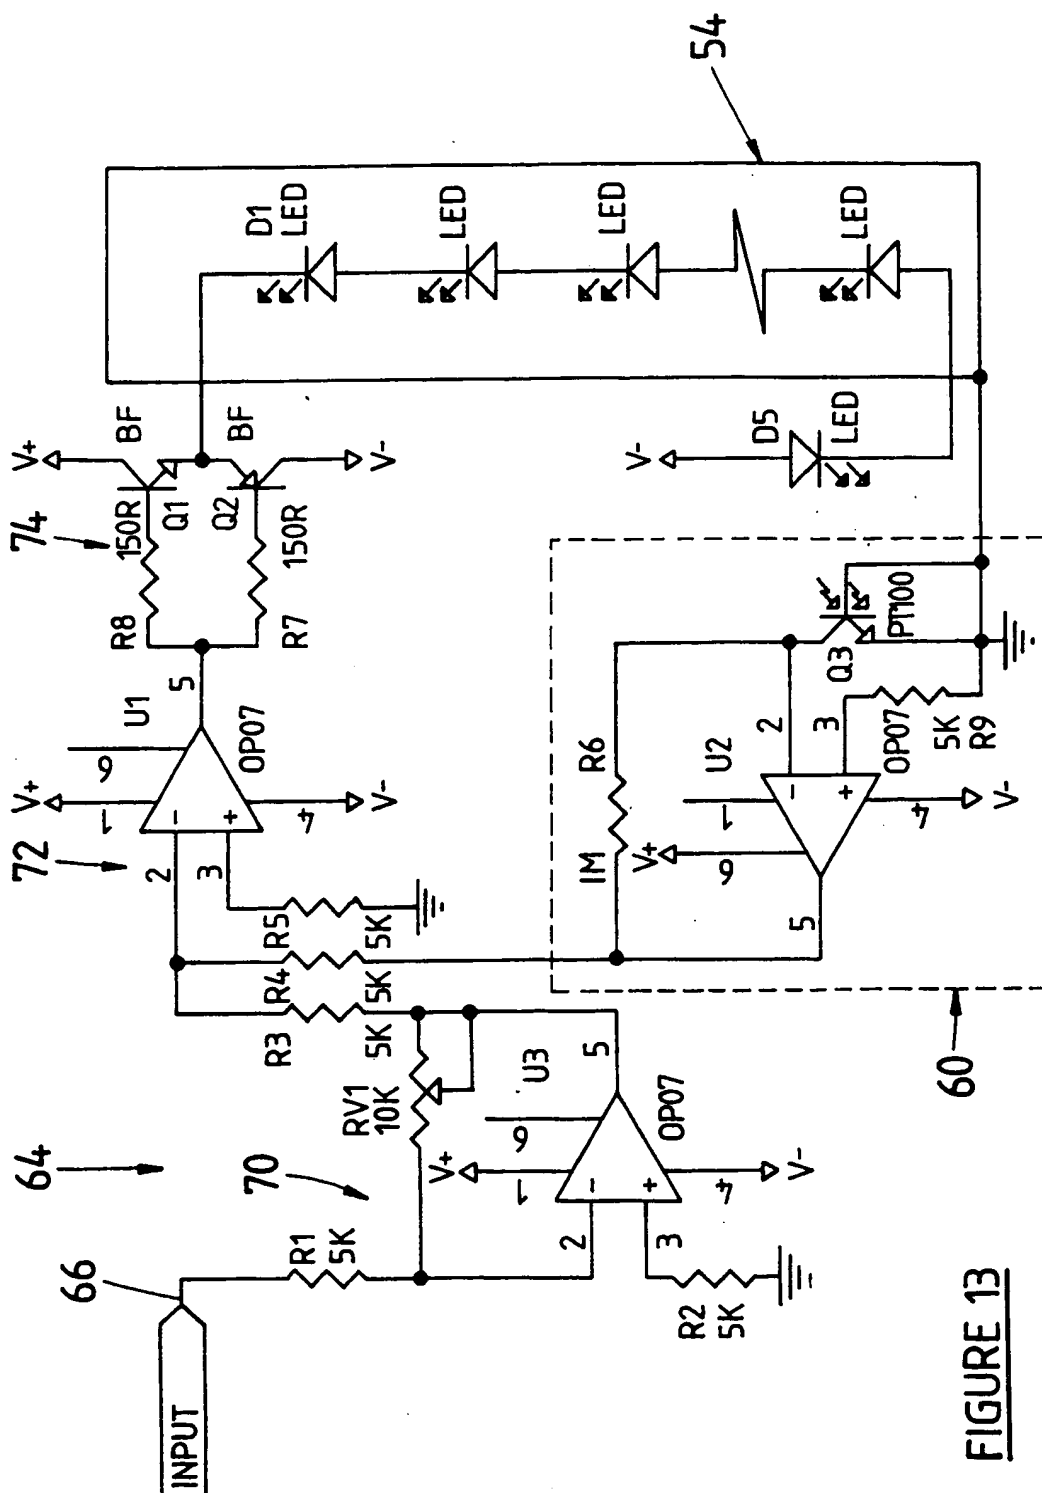 INPUT
66
64
70
72
74
54
60
R1
5K
R2
5K
RV1
10K
U3
OP07
V+
V-
2
3
1
4
6
5
R3
5K
R4
5K
R5
5K
U1
OP07
V+
V-
2
3
1
4
6
5
R8
150R
R7
150R
Q1
BF
Q2
BF
V+
V-
D1
LED
LED
LED
LED
D5
LED
V-
R6
1M
U2
OP07
V+
V-
2
3
1
4
6
5
5K
R9
Q3
PT100
FIGURE 13